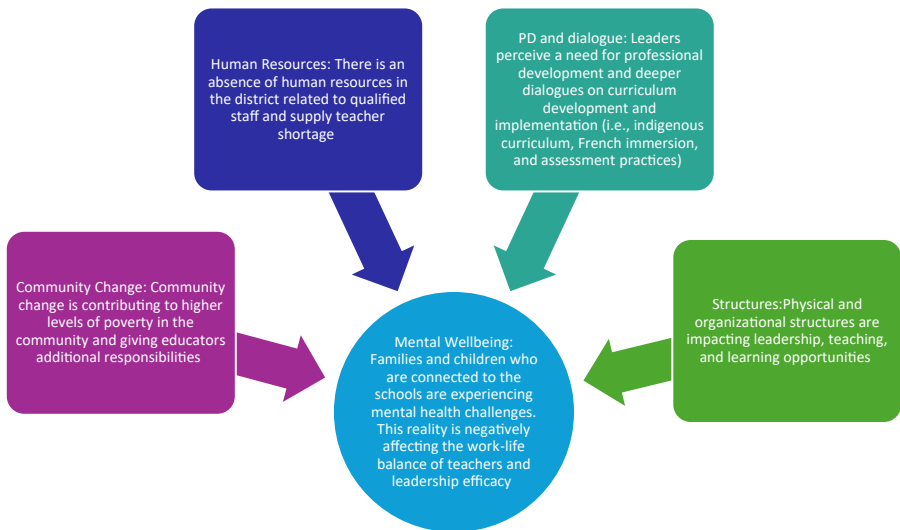 Human Resources: There is an
absence of human resources in
the district related to qualified
staff and supply teacher
shortage
PD and dialogue: Leaders
perceive a need for professional
development and deeper
dialogues on curriculum
development and
implementation (i.e., indigenous
curriculum, French immersion,
and assessment practices)
Community Change: Community
change is contributing to higher
levels of poverty in the
community and giving educators
additional responsibilities
Mental Wellbeing:
Families and children who
are connected to the
schools are experiencing
mental health challenges.
This reality is negatively
affecting the work-life
balance of teachers and
leadership efficacy
Structures:Physical and
organizational structures are
impacting leadership, teaching,
and learning opportunities